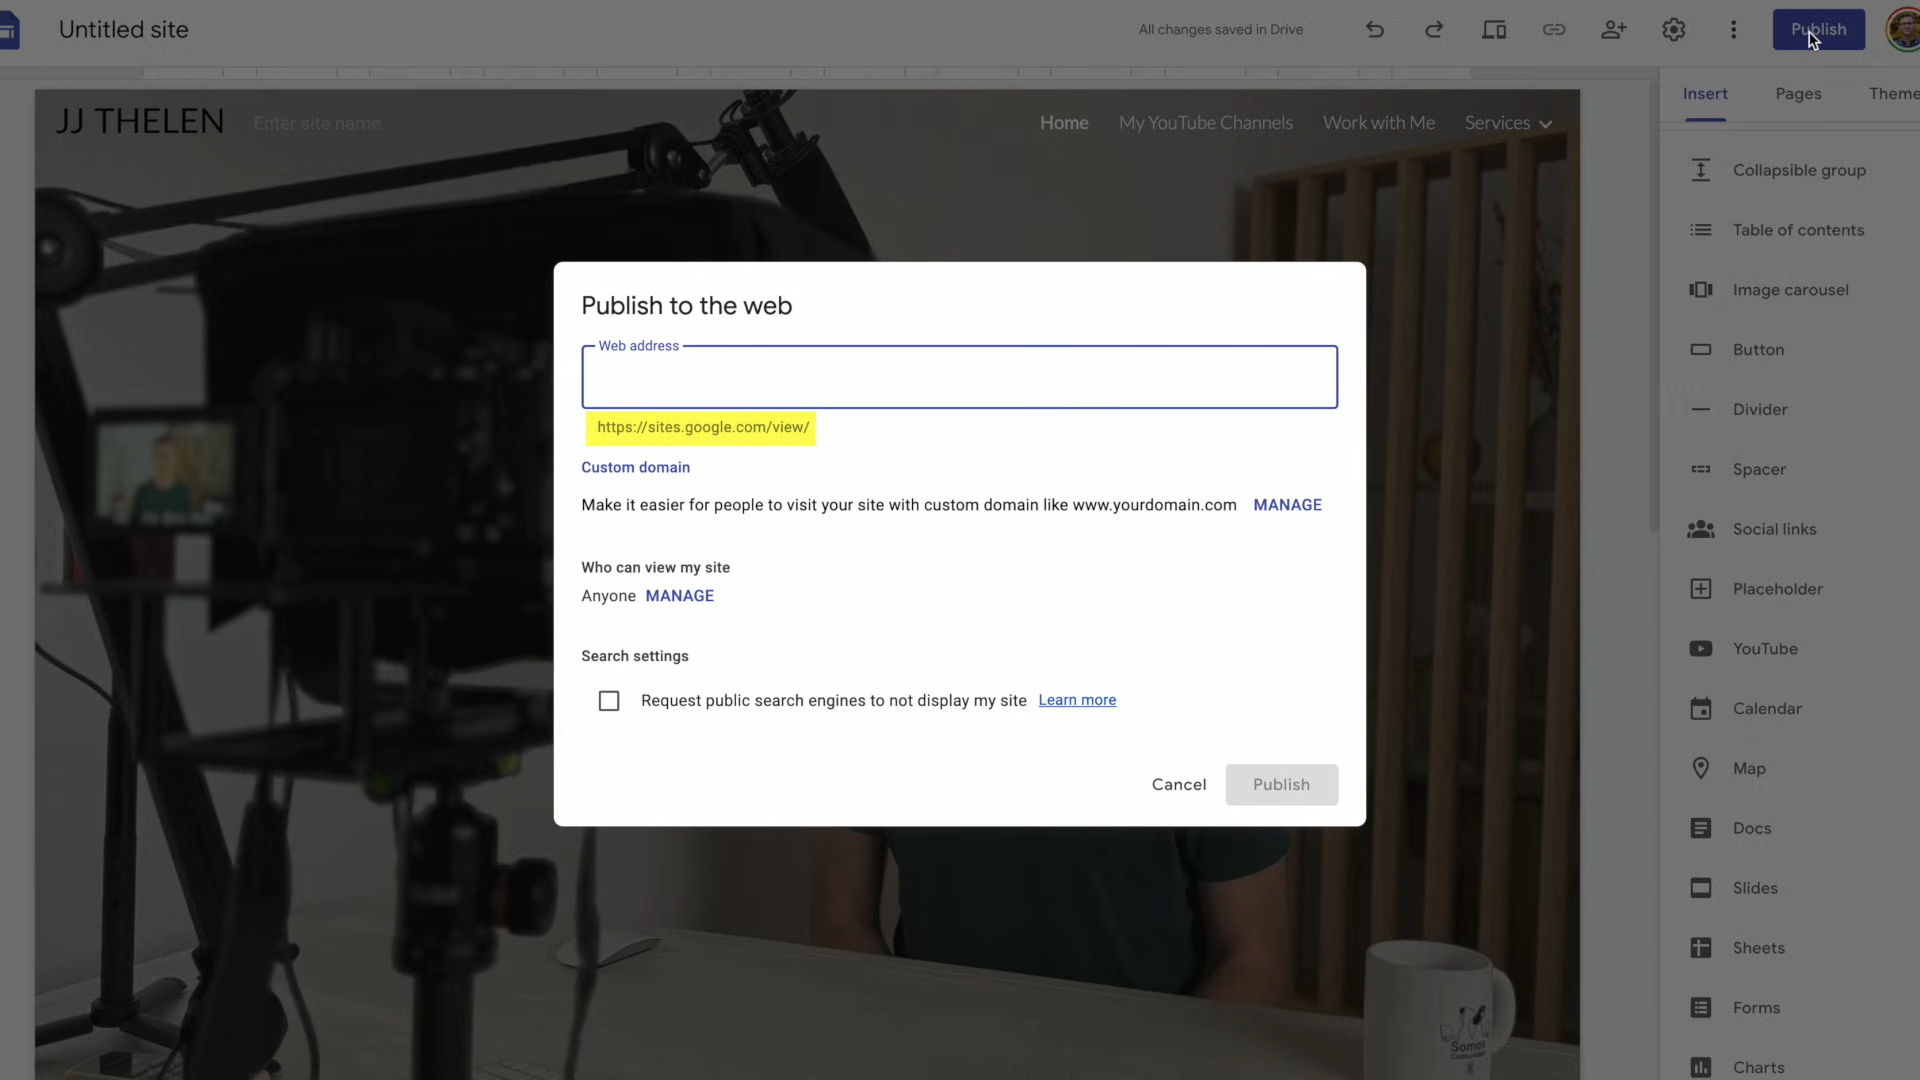 Untitled site
All changes saved in Drive
Publish
JJ THELEN
Enter site name
Home
My YouTube Channels
Work with Me
Services
Insert
Pages
Theme
Publish to the web
Web address
https://sites.google.com/view/
Custom domain
Make it easier for people to visit your site with custom domain like www.yourdomain.com MANAGE
Who can view my site
Anyone MANAGE
Search settings
Request public search engines to not display my site Learn more
Cancel
Publish
Collapsible group
Table of contents
Image carousel
Button
Divider
Spacer
Social links
Placeholder
YouTube
Calendar
Map
Docs
Slides
Sheets
Forms
Charts
Somos